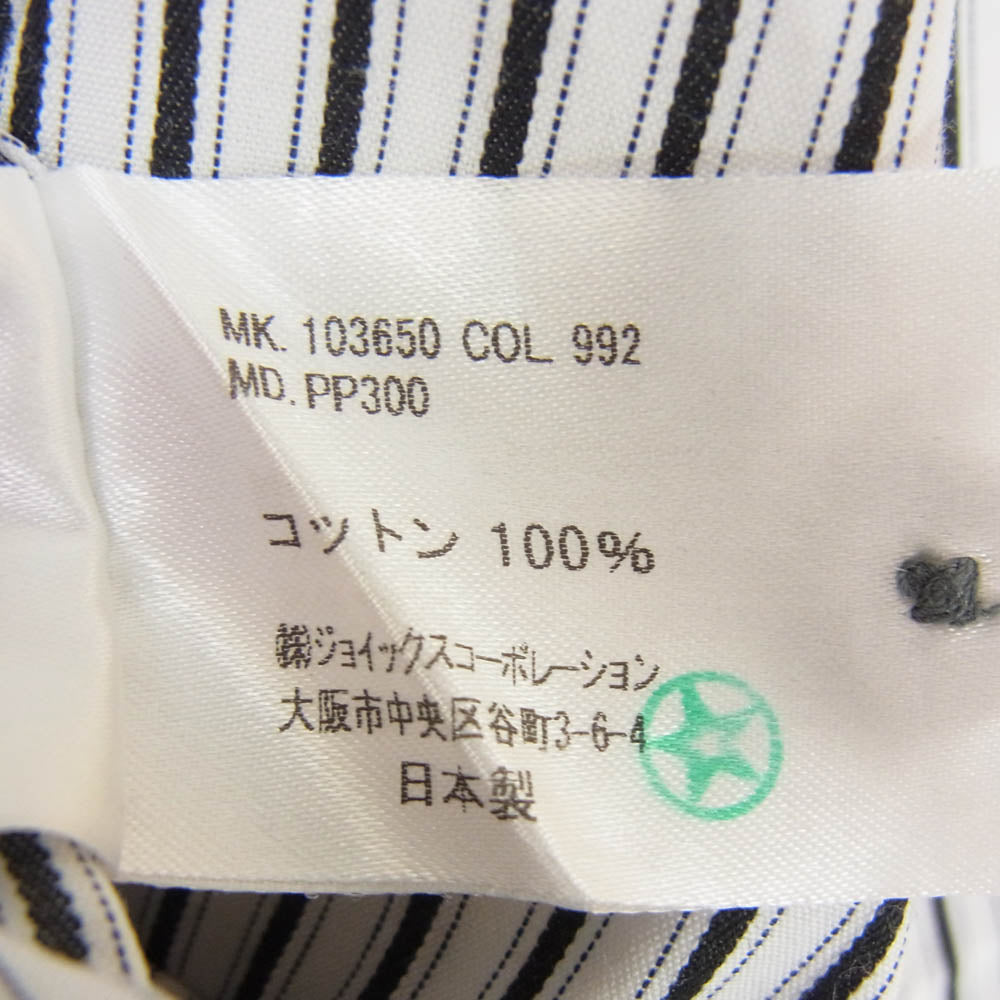 MK. 103650 COL 992
MD. PP300
コットン 100%
㈱ジョイックスコーポレーション
大阪市中央区谷町3-6-4
日本製